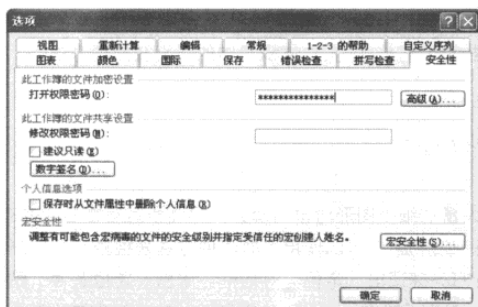 选项
视图 重新计算 编辑 常规 1-2-3 的帮助 自定义序列
图表 颜色 国际 保存 错误检查 拼写检查 安全性
此工作簿的文件加密设置
打开权限密码(O): *************** 高级(A)...
此工作簿的文件共享设置
修改权限密码(M):
建议只读(E)
数字签名(D)...
个人信息选项
保存时从文件属性中删除个人信息(R)
宏安全性
调整有可能包含宏病毒的文件的安全级别并指定受信任的宏创建人姓名。 宏安全性(S)...
确定 取消